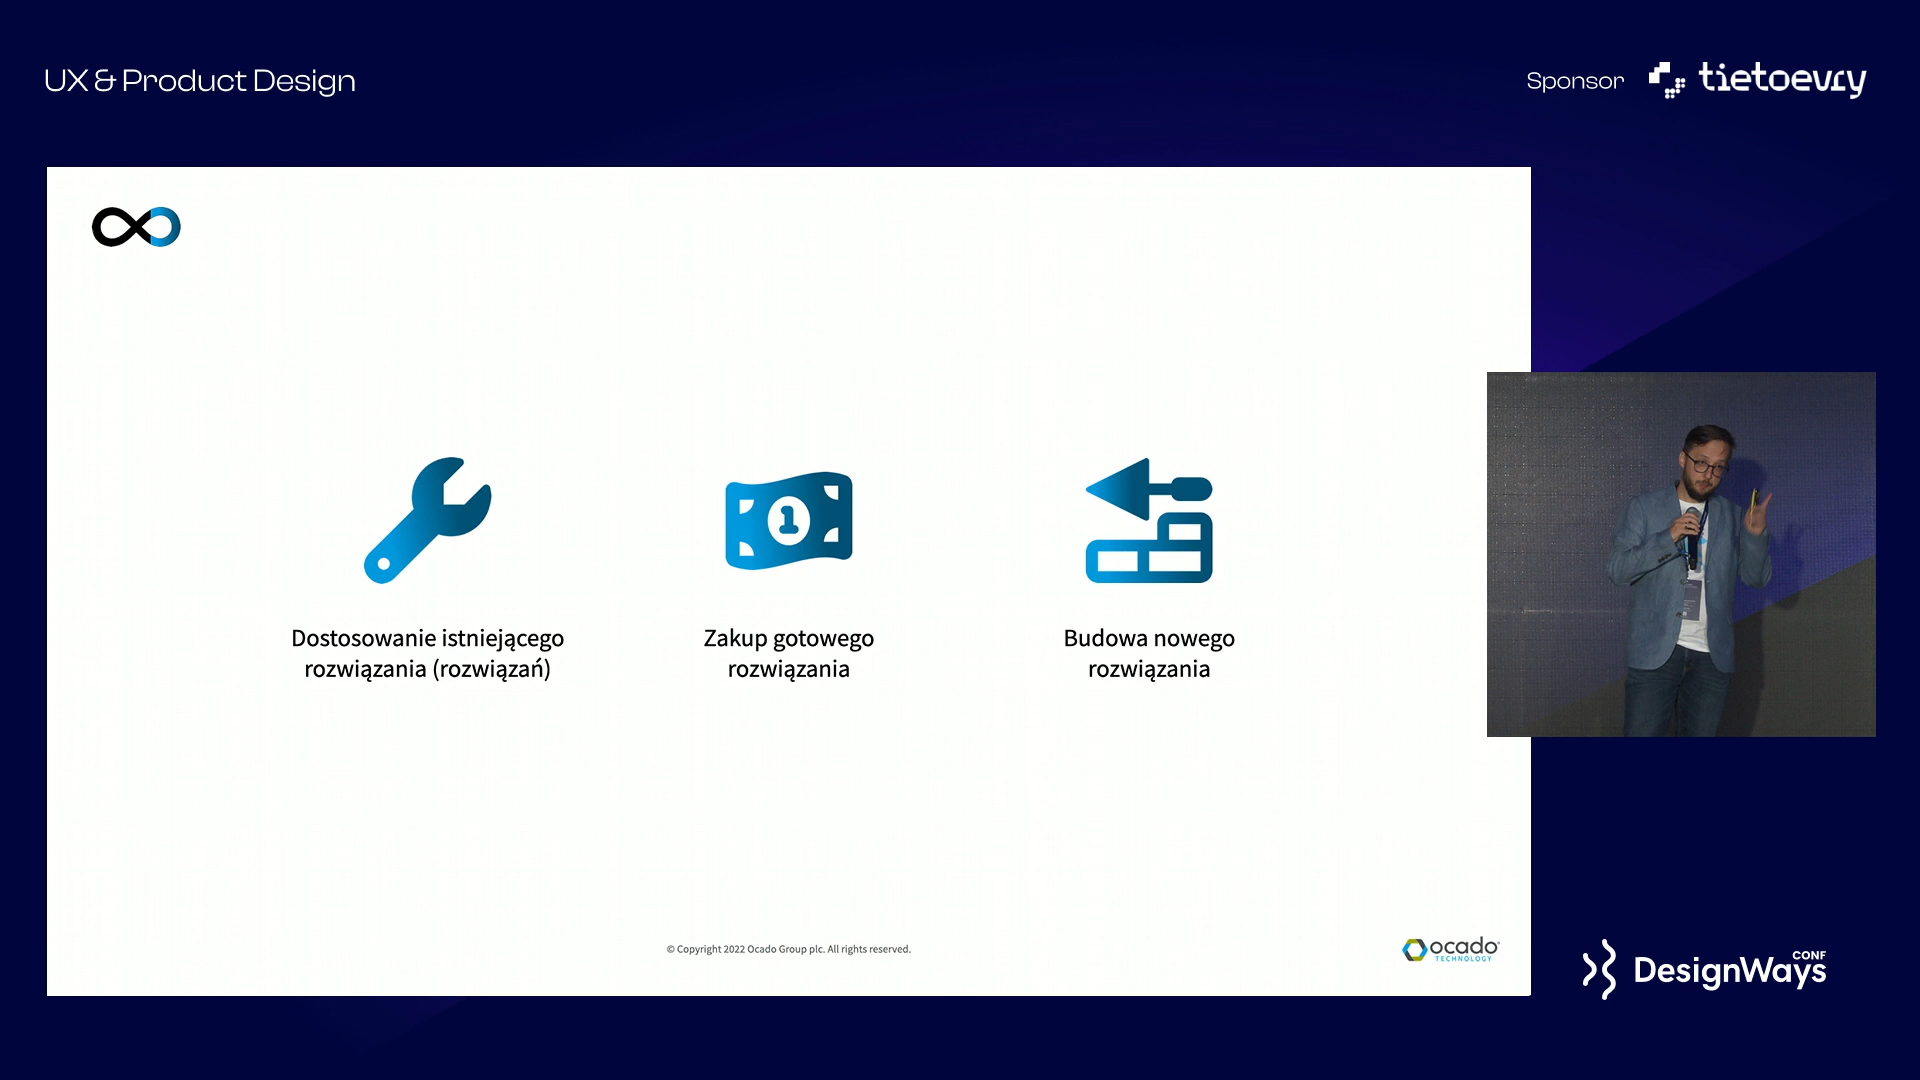 UX & Product Design
Sponsor tietoevry
Dostosowanie istniejącego
rozwiązania (rozwiązań)
1
Zakup gotowego
rozwiązania
Budowa nowego
rozwiązania
© Copyright 2022 Ocado Group plc. All rights reserved.
ocado
TECHNOLOGY
DesignWays CONF